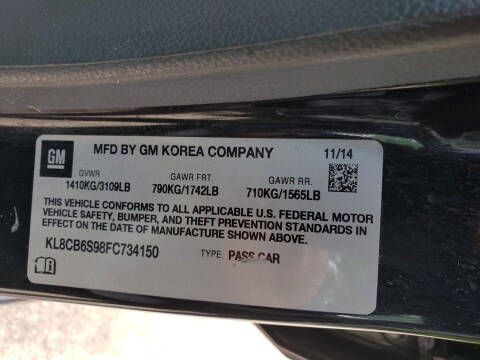 GM MFD BY GM KOREA COMPANY 11/14
GVWR GAWR FRT. GAWR RR.
1410KG/3109LB 790KG/1742LB 710KG/1565LB
THIS VEHICLE CONFORMS TO ALL APPLICABLE U.S. FEDERAL MOTOR
VEHICLE SAFETY, BUMPER, AND THEFT PREVENTION STANDARDS IN
EFFECT ON THE DATE OF MANUFACTURE SHOWN ABOVE.
KL8CB6S98FC734150 TYPE: PASS CAR